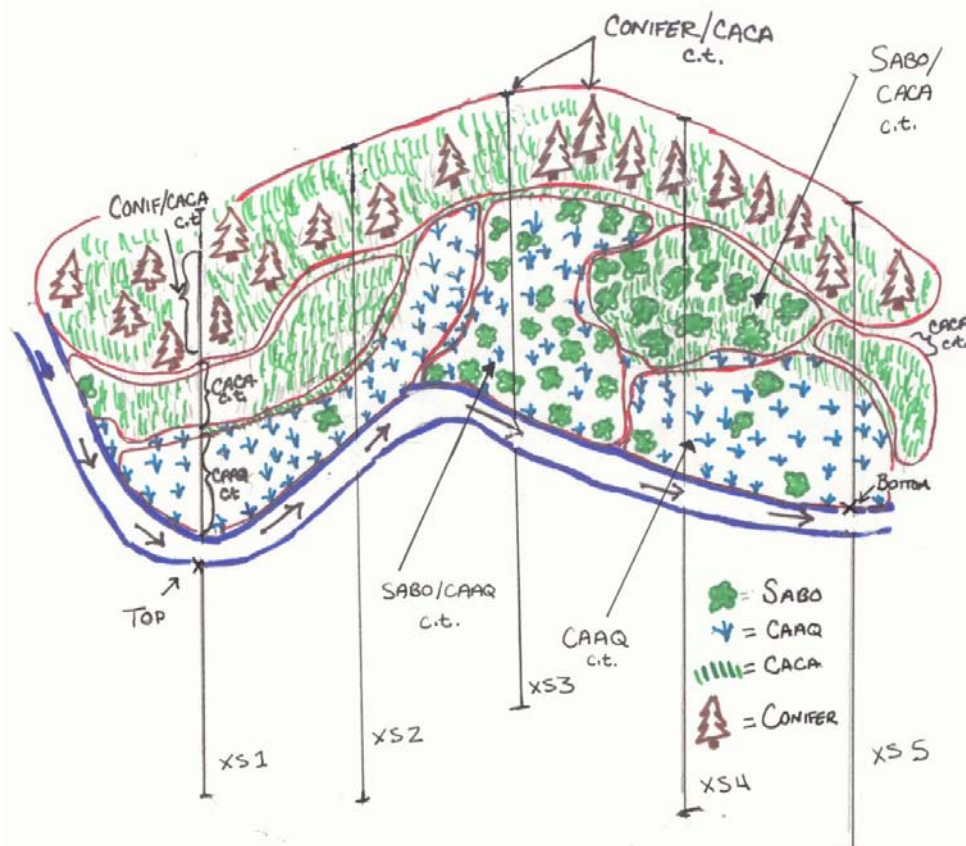 CONIFER/CACA
c.t.
SABO/
CACA
c.t.
CONIF/CACA
c.t
CACA
c.t.
CACA
c.t
CAAQ
c.t
BOTTOM
TOP
SABO/CAAQ
c.t.
CAAQ
c.t.
= SABO
= CAAQ
= CACA
= CONIFER
XS1
XS2
XS3
XS4
XS5